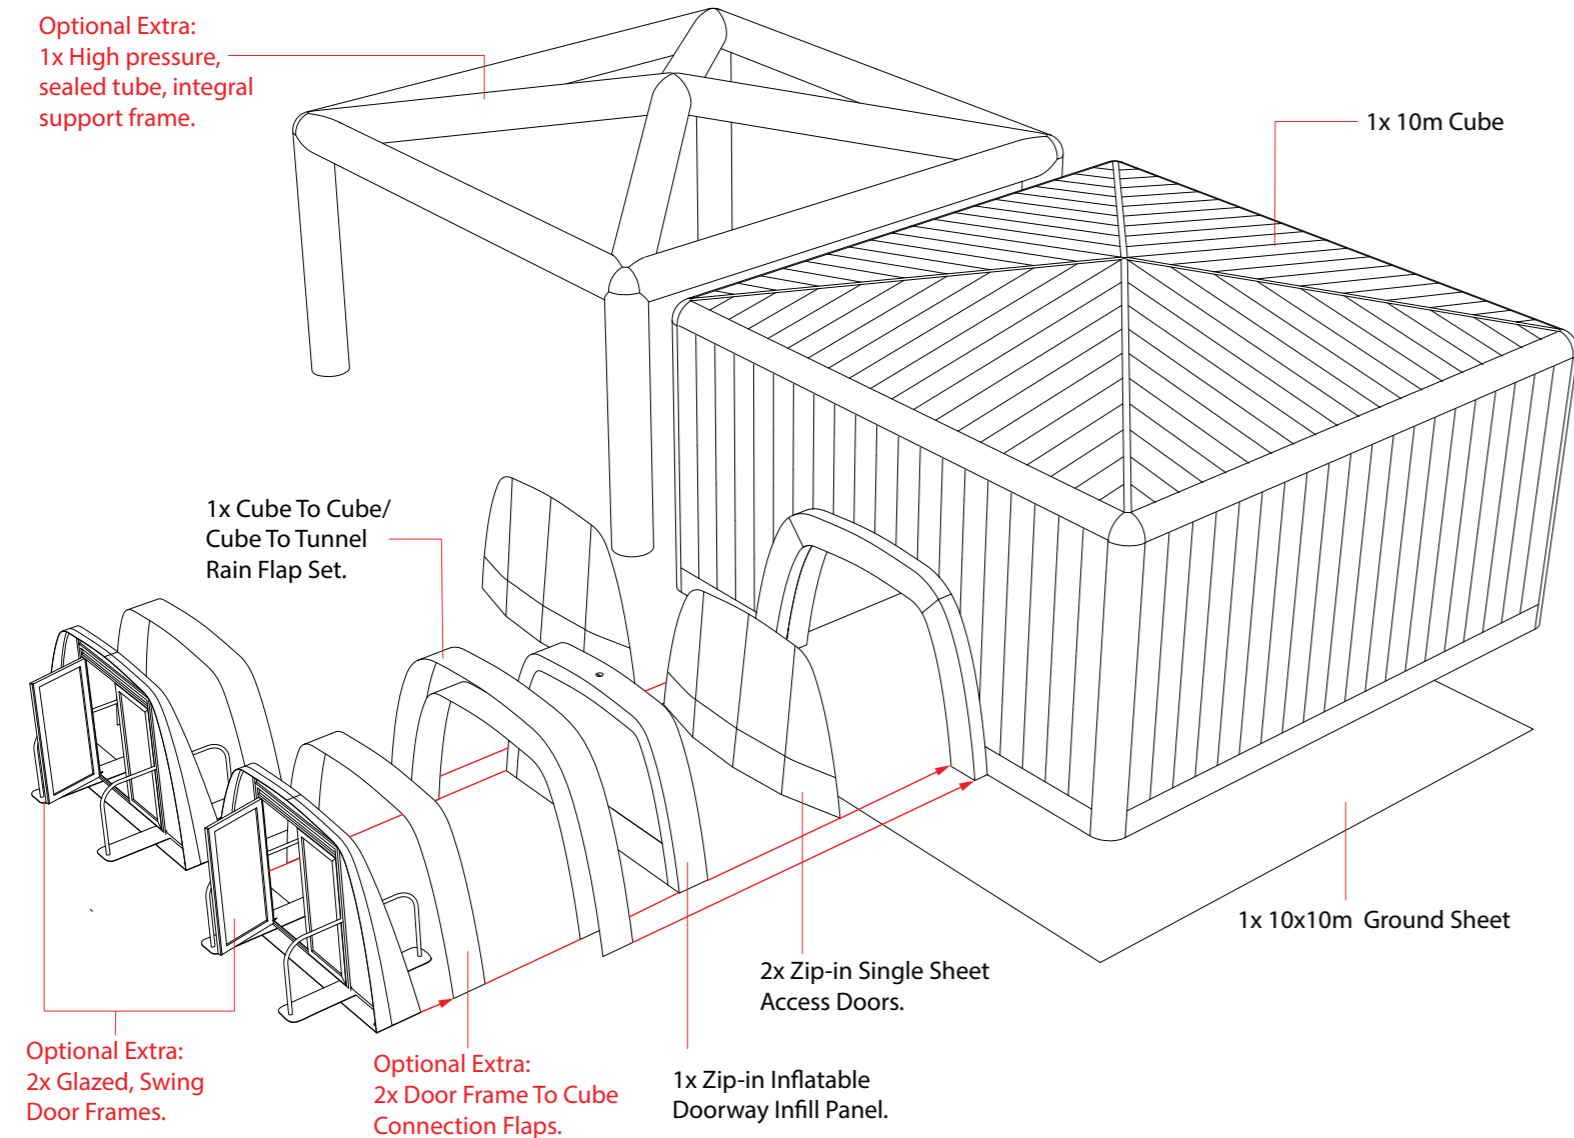 Optional Extra:
1x High pressure,
sealed tube, integral
support frame.
1x 10m Cube
1x Cube To Cube/
Cube To Tunnel
Rain Flap Set.
1x 10x10m Ground Sheet
2x Zip-in Single Sheet
Access Doors.
Optional Extra:
2x Glazed, Swing
Door Frames.
Optional Extra:
2x Door Frame To Cube
Connection Flaps.
1x Zip-in Inflatable
Doorway Infill Panel.